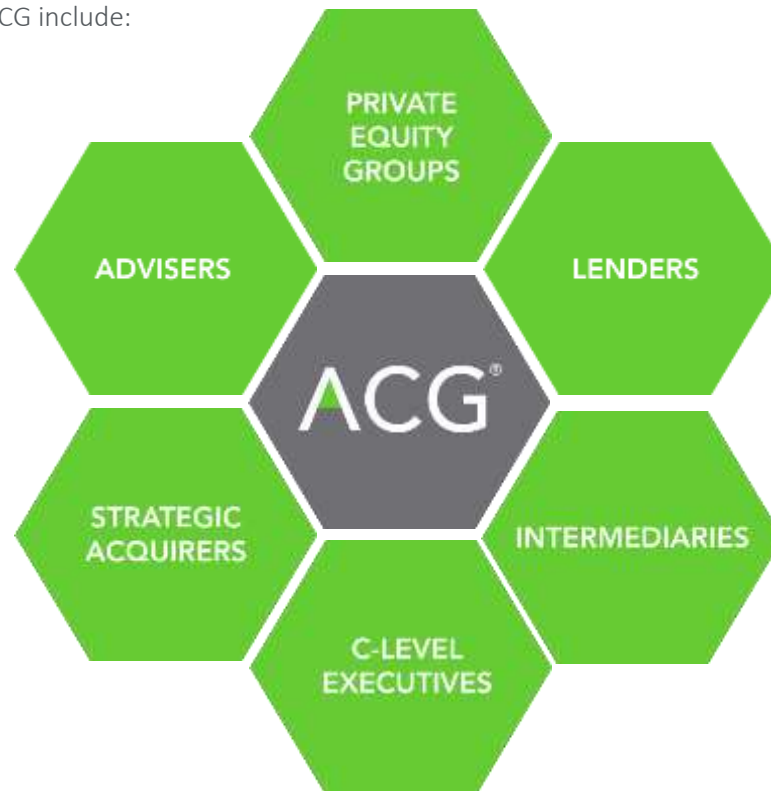 CG include:
PRIVATE
EQUITY
GROUPS
ADVISERS
LENDERS
ACG®
STRATEGIC
ACQUIRERS
INTERMEDIARIES
C-LEVEL
EXECUTIVES